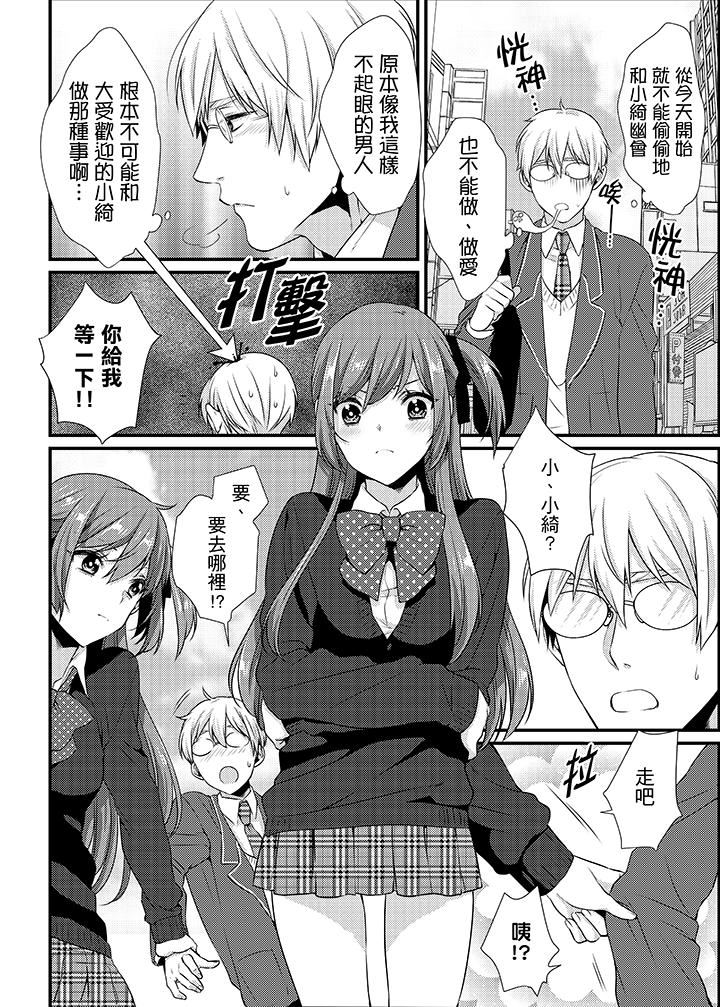 從今天開始
就不能偷偷地
和小綺幽會
恍神…
也不能做、做愛
唉~
恍神…
P
付費
原本像我這樣
不起眼的男人
根本不可能和
大受歡迎的小綺
做那種事啊…
打擊
你給我
等一下!!
小、小綺?
要、
要去哪裡!?
走吧
拉
咦!?